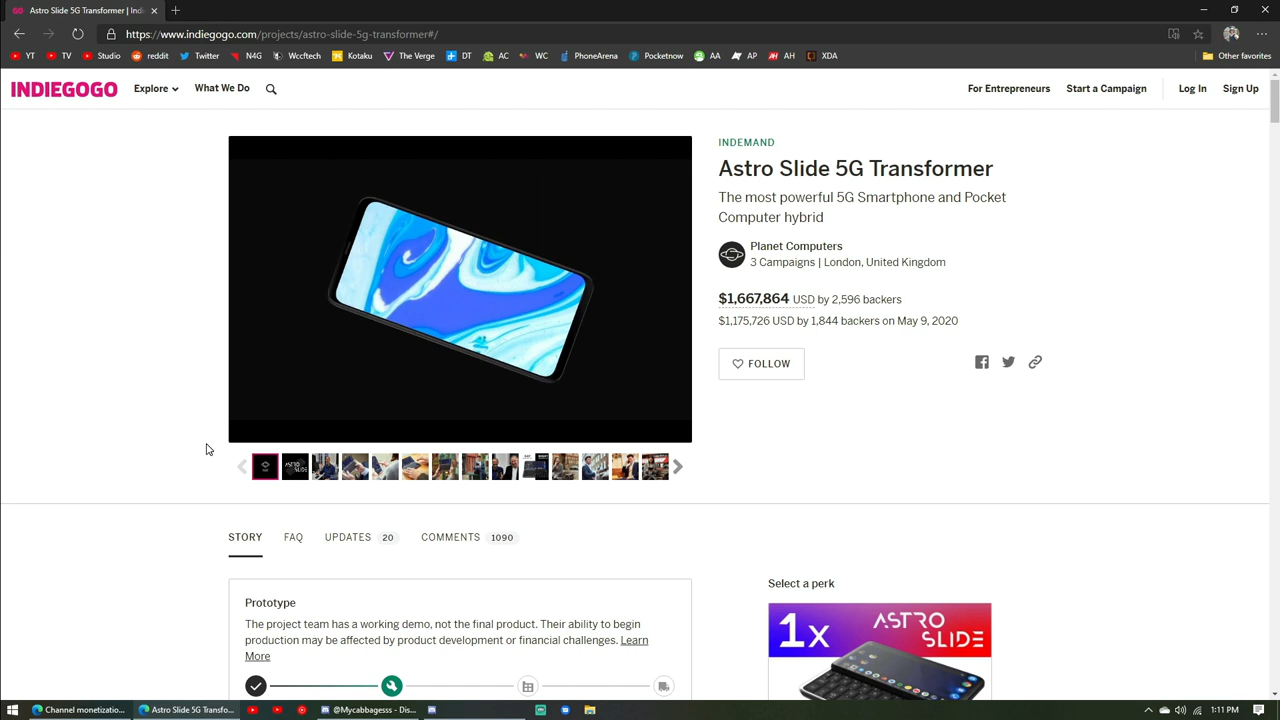 Astro Slide 5G Transformer | Ind
https://www.indiegogo.com/projects/astro-slide-5g-transformer#/
YT
TV
Studio
reddit
Twitter
N4G
Wccftech
Kotaku
The Verge
DT
AC
WC
PhoneArena
Pocketnow
AA
AP
AH
XDA
Other favorites
INDIEGOGO
Explore
What We Do
For Entrepreneurs
Start a Campaign
Log In
Sign Up
INDEMAND
Astro Slide 5G Transformer
The most powerful 5G Smartphone and Pocket
Computer hybrid
Planet Computers
3 Campaigns | London, United Kingdom
$1,667,864 USD by 2,596 backers
$1,175,726 USD by 1,844 backers on May 9, 2020
FOLLOW
STORY
FAQ
UPDATES 20
COMMENTS 1090
Prototype
The project team has a working demo, not the final product. Their ability to begin
production may be affected by product development or financial challenges. Learn
More
Select a perk
1x
ASTRO
SLIDE
Channel monetizatio...
Astro Slide 5G Transfo...
@Mycabbagesss - Dis...
1:11 PM